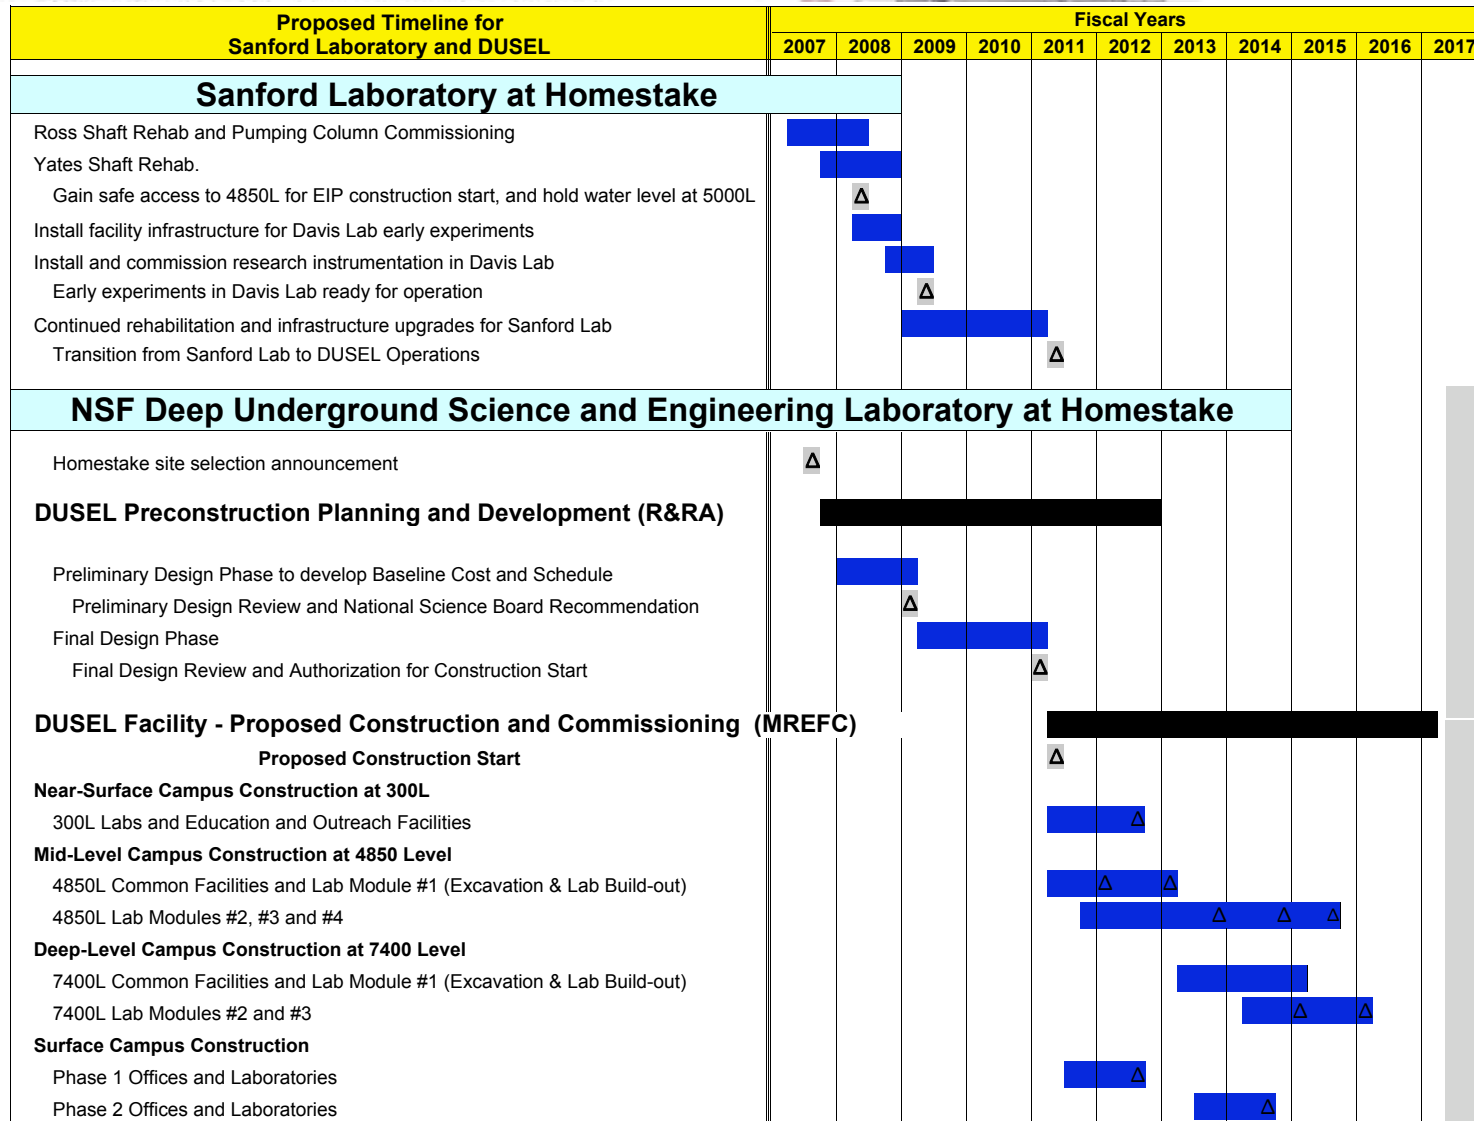 Proposed Timeline for
Sanford Laboratory and DUSEL
Fiscal Years
2007 2008 2009 2010 2011 2012 2013 2014 2015 2016 2017
Sanford Laboratory at Homestake
Ross Shaft Rehab and Pumping Column Commissioning
Yates Shaft Rehab.
Gain safe access to 4850L for EIP construction start, and hold water level at 5000L
Δ
Install facility infrastructure for Davis Lab early experiments
Install and commission research instrumentation in Davis Lab
Early experiments in Davis Lab ready for operation
Δ
Continued rehabilitation and infrastructure upgrades for Sanford Lab
Transition from Sanford Lab to DUSEL Operations
Δ
NSF Deep Underground Science and Engineering Laboratory at Homestake
Homestake site selection announcement
Δ
DUSEL Preconstruction Planning and Development (R&RA)
Preliminary Design Phase to develop Baseline Cost and Schedule
Preliminary Design Review and National Science Board Recommendation
Δ
Final Design Phase
Final Design Review and Authorization for Construction Start
Δ
DUSEL Facility - Proposed Construction and Commissioning (MREFC)
Proposed Construction Start
Δ
Near-Surface Campus Construction at 300L
300L Labs and Education and Outreach Facilities
Δ
Mid-Level Campus Construction at 4850 Level
4850L Common Facilities and Lab Module #1 (Excavation & Lab Build-out)
Δ Δ
4850L Lab Modules #2, #3 and #4
Δ Δ Δ
Deep-Level Campus Construction at 7400 Level
7400L Common Facilities and Lab Module #1 (Excavation & Lab Build-out)
7400L Lab Modules #2 and #3
Δ Δ
Surface Campus Construction
Phase 1 Offices and Laboratories
Δ
Phase 2 Offices and Laboratories
Δ